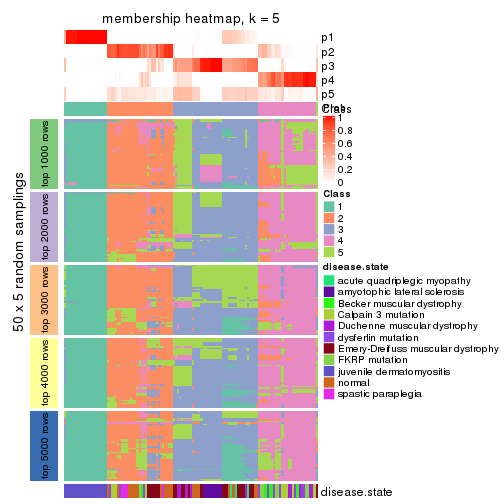 membership heatmap, k = 5
p1
p2
p3
p4
p5
Class
Prob
1
0.8
0.6
0.4
0.2
0
Class
1
2
3
4
5
disease.state
acute quadriplegic myopathy
amyotophic lateral sclerosis
Becker muscular dystrophy
Calpain 3 mutation
Duchenne muscular dystrophy
dysferlin mutation
Emery-Dreifuss muscular dystrophy
FKRP mutation
juvenile dermatomyositis
normal
spastic paraplegia
50 x 5 random samplings
top 1000 rows
top 2000 rows
top 3000 rows
top 4000 rows
top 5000 rows
disease.state